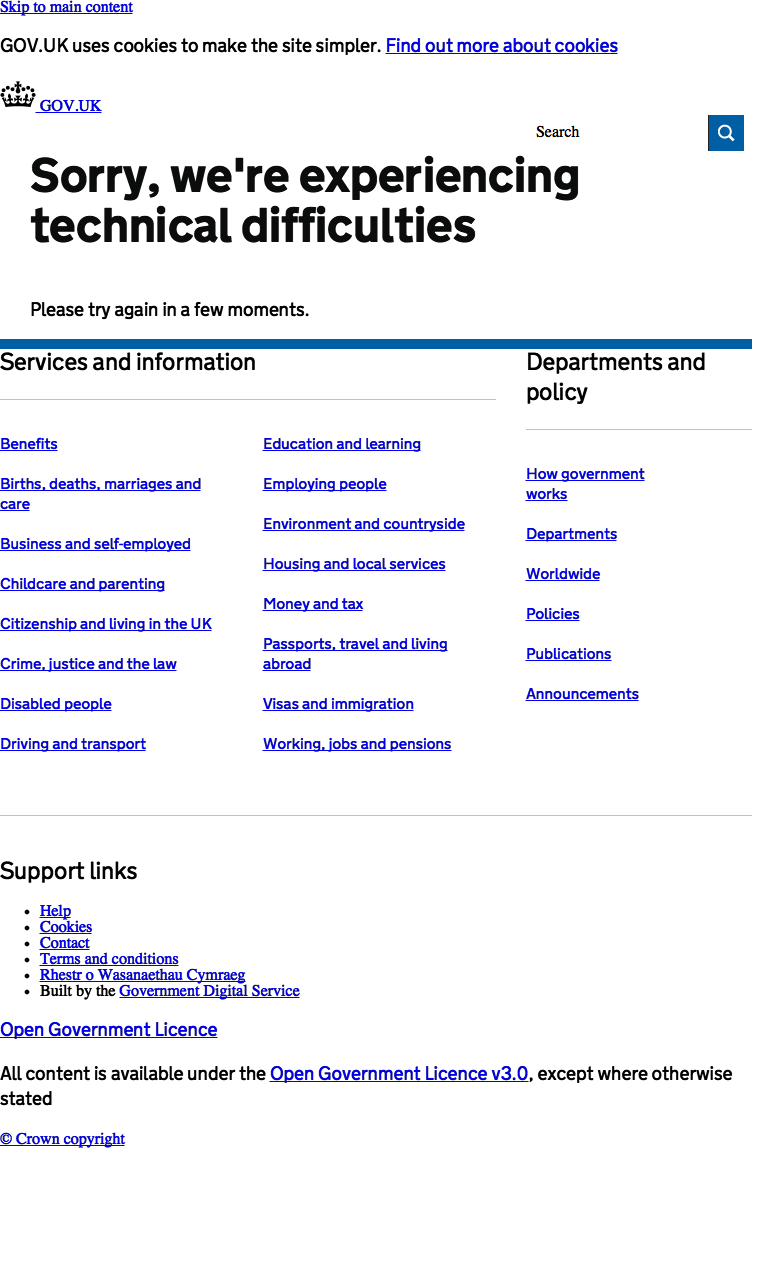 Skip to main content
GOV.UK uses cookies to make the site simpler. Find out more about cookies
GOV.UK
Search
Sorry, we're experiencing
technical difficulties
Please try again in a few moments.
Services and information
Benefits
Births, deaths, marriages and
care
Business and self-employed
Childcare and parenting
Citizenship and living in the UK
Crime, justice and the law
Disabled people
Driving and transport
Education and learning
Employing people
Environment and countryside
Housing and local services
Money and tax
Passports, travel and living
abroad
Visas and immigration
Working, jobs and pensions
Departments and
policy
How government
works
Departments
Worldwide
Policies
Publications
Announcements
Support links
Help
Cookies
Contact
Terms and conditions
Rhestr o Wasanaethau Cymraeg
Built by the Government Digital Service
Open Government Licence
All content is available under the Open Government Licence v3.0, except where otherwise
stated
© Crown copyright